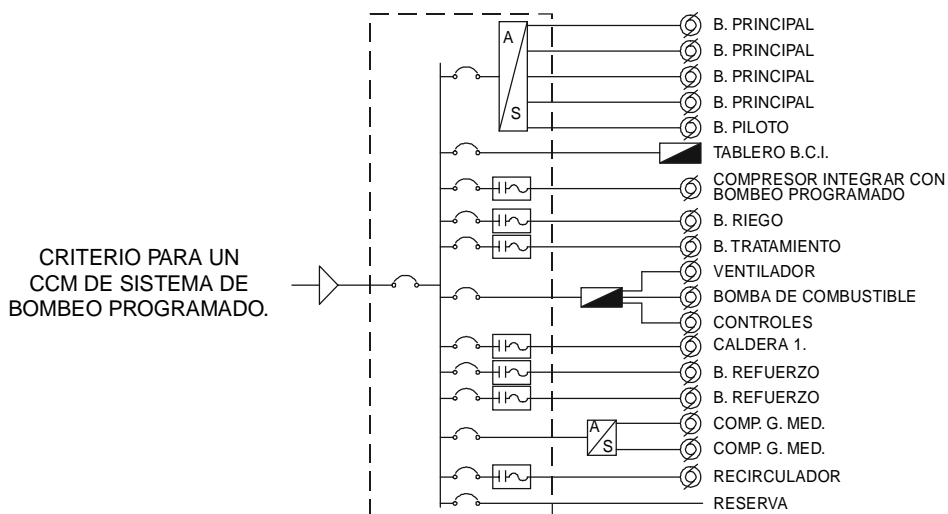 CRITERIO PARA UN
CCM DE SISTEMA DE
BOMBEO PROGRAMADO.
A
S
B. PRINCIPAL
B. PRINCIPAL
B. PRINCIPAL
B. PRINCIPAL
B. PILOTO
TABLERO B.C.I.
COMPRESOR INTEGRAR CON
BOMBEO PROGRAMADO
B. RIEGO
B. TRATAMIENTO
VENTILADOR
BOMBA DE COMBUSTIBLE
CONTROLES
CALDERA 1.
B. REFUERZO
B. REFUERZO
A
S
COMP. G. MED.
COMP. G. MED.
RECIRCULADOR
RESERVA